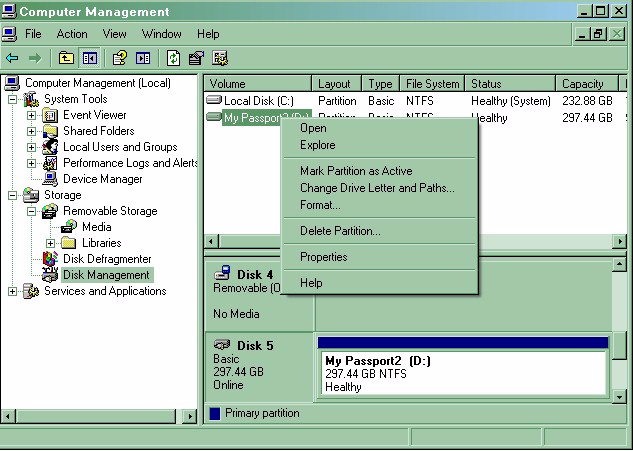 Computer Management
File Action View Window Help
Computer Management (Local)
System Tools
Event Viewer
Shared Folders
Local Users and Groups
Performance Logs and Alerts
Device Manager
Storage
Removable Storage
Media
Libraries
Disk Defragmenter
Disk Management
Services and Applications
Volume Layout Type File System Status Capacity
Local Disk (C:) Partition Basic NTFS Healthy (System) 232.88 GB
My Passport2 (D:) Partition Basic NTFS Healthy 297.44 GB
Open
Explore
Mark Partition as Active
Change Drive Letter and Paths...
Format...
Delete Partition...
Properties
Help
Disk 4
Removable (
No Media
Disk 5
Basic
297.44 GB
Online
My Passport2 (D:)
297.44 GB NTFS
Healthy
Primary partition